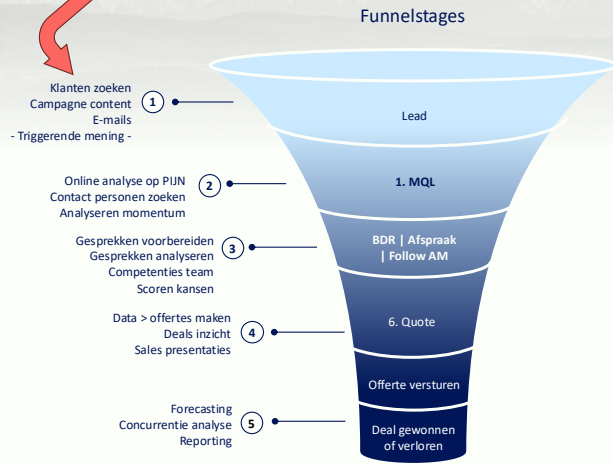 Funnelstages
Klanten zoeken
Campagne content
E-mails
- Triggerende mening -
1
Lead
Online analyse op PIJN
Contact personen zoeken
Analyseren momentum
2
1. MQL
Gesprekken voorbereiden
Gesprekken analyseren
Competenties team
Scoren kansen
3
BDR | Afspraak
| Follow AM
Data > offertes maken
Deals inzicht
Sales presentaties
4
6. Quote
Offerte versturen
Forecasting
Concurrentie analyse
Reporting
5
Deal gewonnen
of verloren